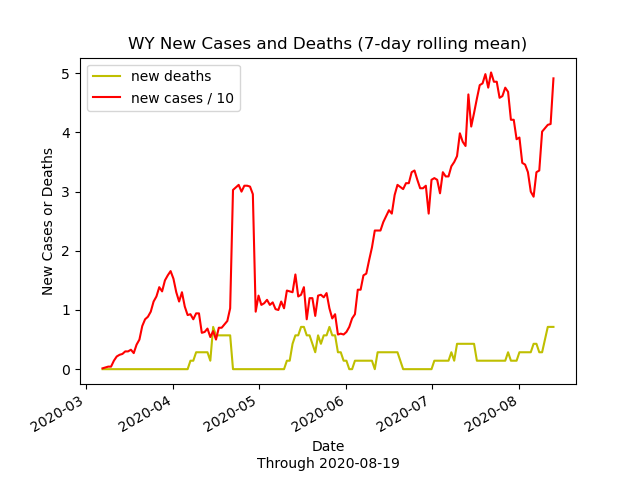 WY New Cases and Deaths (7-day rolling mean)
new deaths
new cases / 10
New Cases or Deaths
5
4
3
2
1
0
2020-03
2020-04
2020-05
2020-06
2020-07
2020-08
Date
Through 2020-08-19